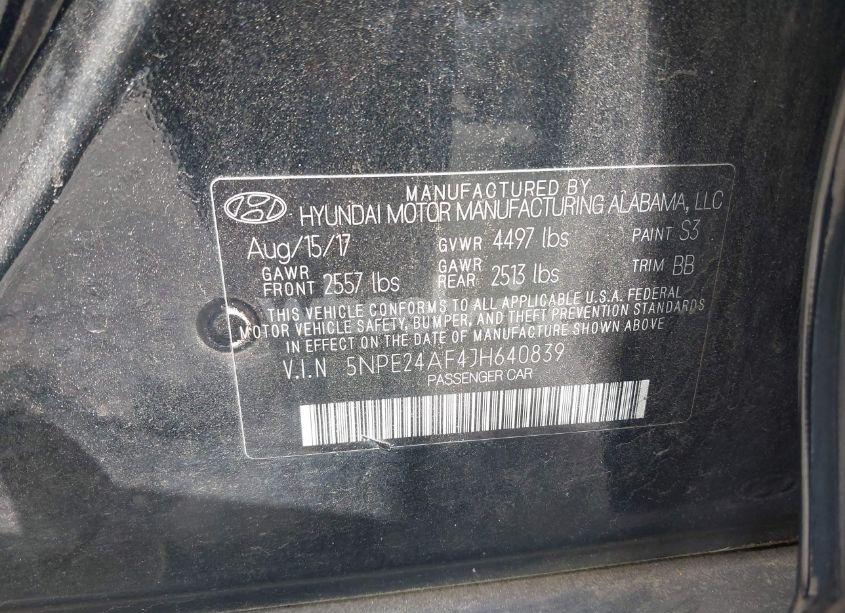 MANUFACTURED BY
HYUNDAI MOTOR MANUFACTURING ALABAMA, LLC
Aug/15/17 GVWR 4497 lbs PAINT S3
GAWR FRONT 2557 lbs GAWR REAR 2513 lbs TRIM BB
THIS VEHICLE CONFORMS TO ALL APPLICABLE U.S.A. FEDERAL
MOTOR VEHICLE SAFETY, BUMPER, AND THEFT PREVENTION STANDARDS
IN EFFECT ON THE DATE OF MANUFACTURE SHOWN ABOVE
V.I.N 5NPE24AF4JH640839
PASSENGER CAR